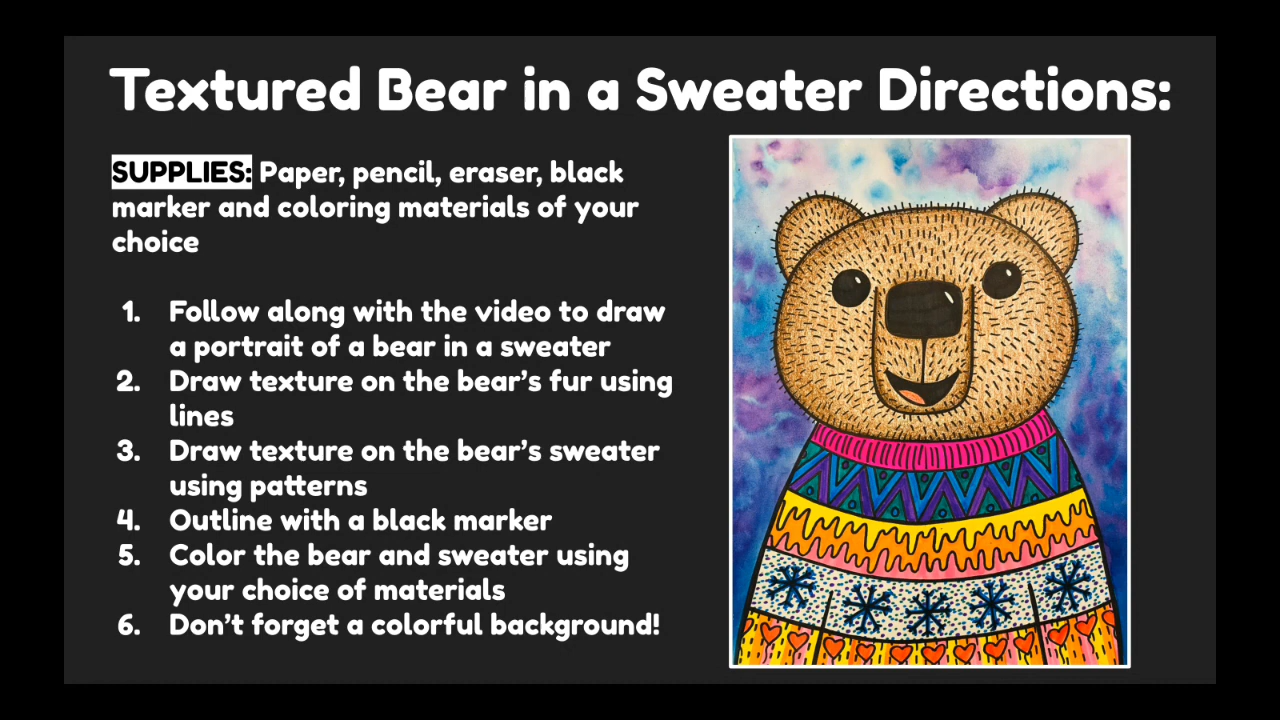 Textured Bear in a Sweater Directions:
SUPPLIES: Paper, pencil, eraser, black
marker and coloring materials of your
choice
1. Follow along with the video to draw
a portrait of a bear in a sweater
2. Draw texture on the bear’s fur using
lines
3. Draw texture on the bear’s sweater
using patterns
4. Outline with a black marker
5. Color the bear and sweater using
your choice of materials
6. Don’t forget a colorful background!